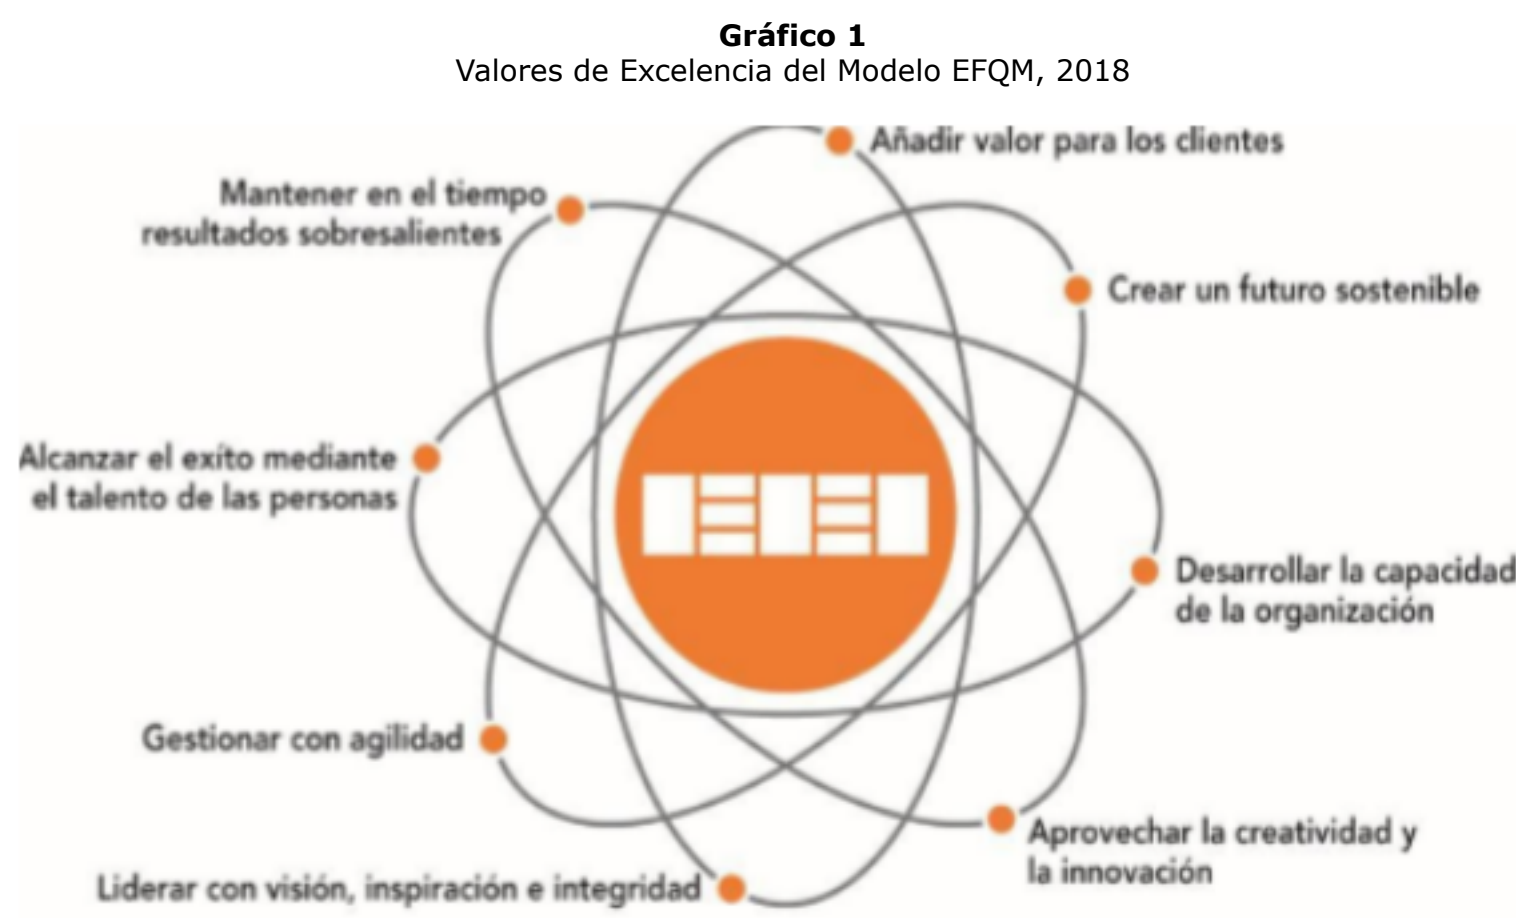 Gráfico 1
Valores de Excelencia del Modelo EFQM, 2018
Añadir valor para los clientes
Mantener en el tiempo
resultados sobresalientes
Crear un futuro sostenible
Alcanzar el exíto mediante
el talento de las personas
Desarrollar la capacidad
de la organización
Gestionar con agilidad
Aprovechar la creatividad y
la innovación
Liderar con visión, inspiración e integridad